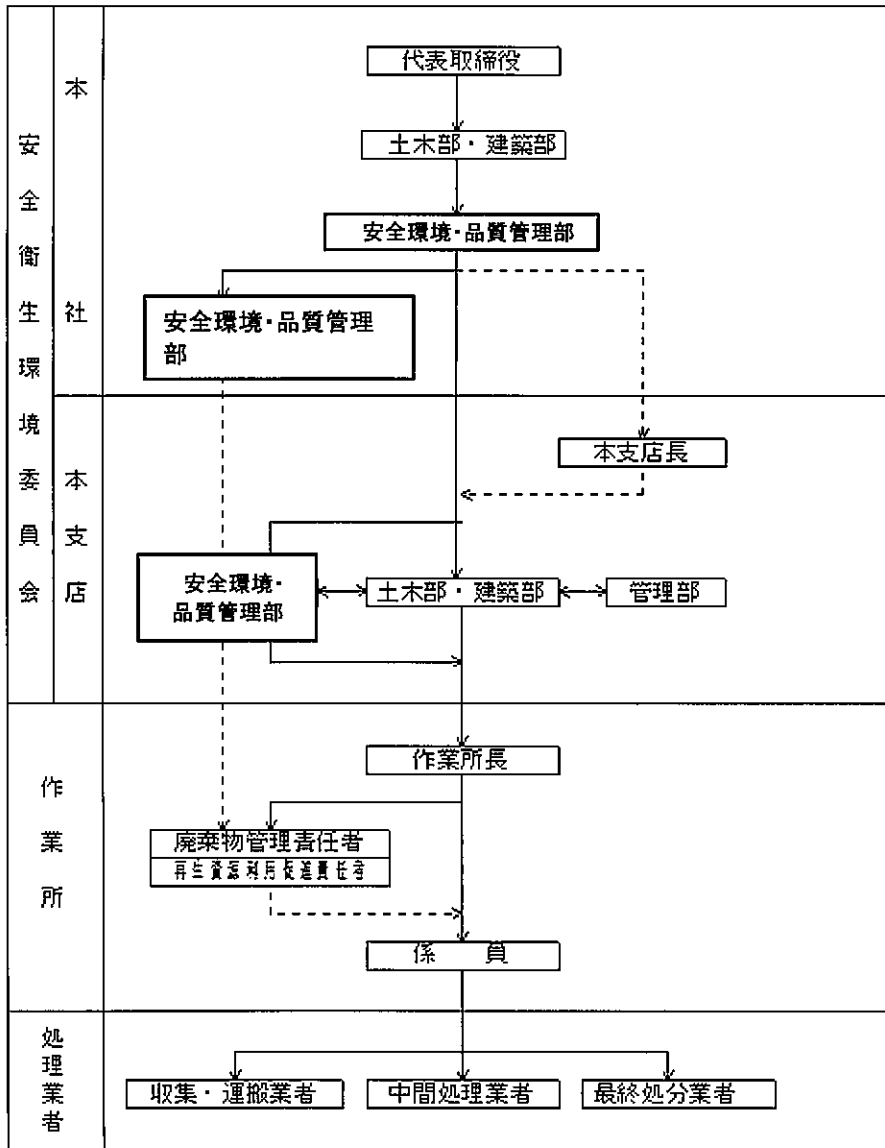 安全衛生環境委員会
本社
代表取締役
土木部・建築部
安全環境・品質管理部
安全環境・品質管理
部
本支店
本支店長
安全環境・
品質管理部
土木部・建築部
管理部
作業所
作業所長
廃棄物管理責任者
再生資源利用促進責任者
係 員
処理業者
収集・運搬業者
中間処理業者
最終処分業者